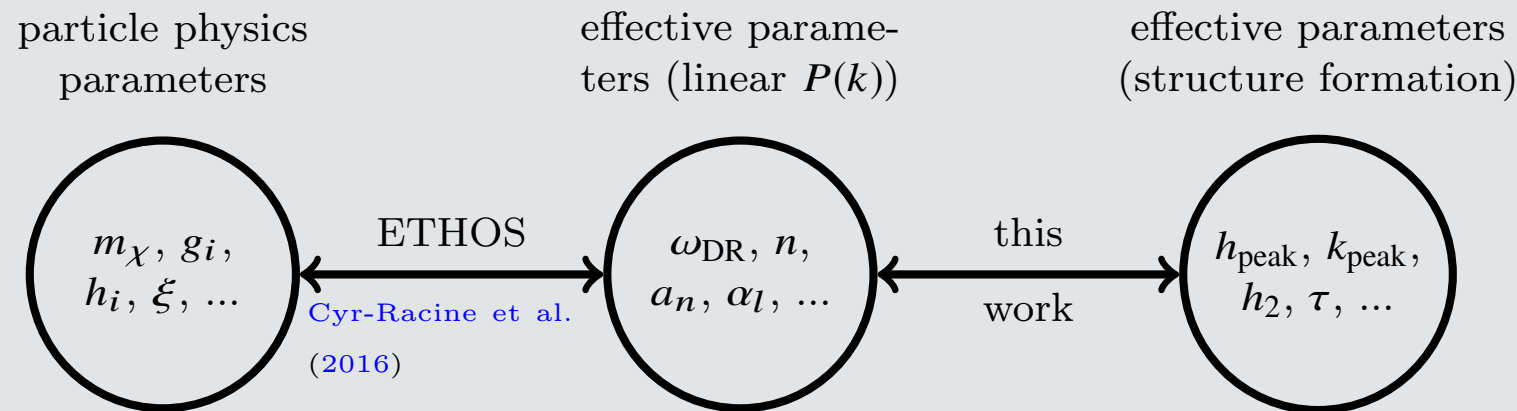 particle physics
parameters
effective parame-
ters (linear P(k))
effective parameters
(structure formation)
m_χ, g_i,
h_i, ξ, ...
ETHOS
Cyr-Racine et al.
(2016)
ω_DR, n,
a_n, α_l, ...
this
work
h_peak, k_peak,
h_2, τ, ...